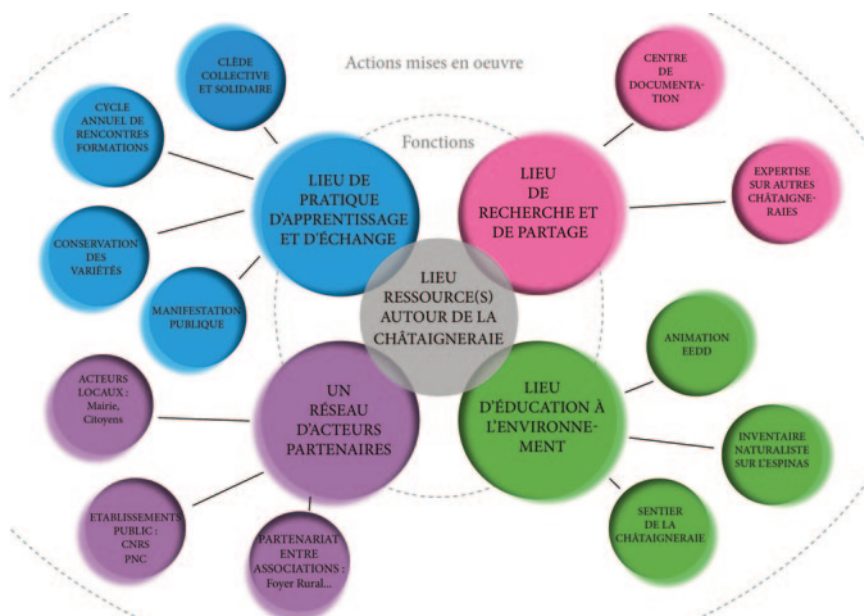 Actions mises en oeuvre
Fonctions
CLÈDE
COLLECTIVE
ET SOLIDAIRE
CYCLE
ANNUEL DE
RENCONTRES
FORMATIONS
CONSERVATION
DES
VARIÉTÉS
MANIFESTATION
PUBLIQUE
LIEU DE
PRATIQUE
D'APPRENTISSAGE
ET D'ÉCHANGE
LIEU
DE
RECHERCHE ET
DE PARTAGE
CENTRE
DE
DOCUMENTA-
TION
EXPERTISE
SUR AUTRES
CHÂTAIGNE-
RAIES
LIEU
RESSOURCE(S)
AUTOUR DE LA
CHÂTAIGNERAIE
UN
RÉSEAU
D'ACTEURS
PARTENAIRES
ACTEURS
LOCAUX :
Mairie,
Citoyens
ETABLISSEMENTS
PUBLIC :
CNRS
PNC
PARTENARIAT
ENTRE
ASSOCIATIONS :
Foyer Rural...
LIEU
D'ÉDUCATION À
L'ENVIRONNE-
MENT
ANIMATION
EEDD
INVENTAIRE
NATURALISTE
SUR L'ESPINAS
SENTIER
DE LA
CHÂTAIGNERAIE